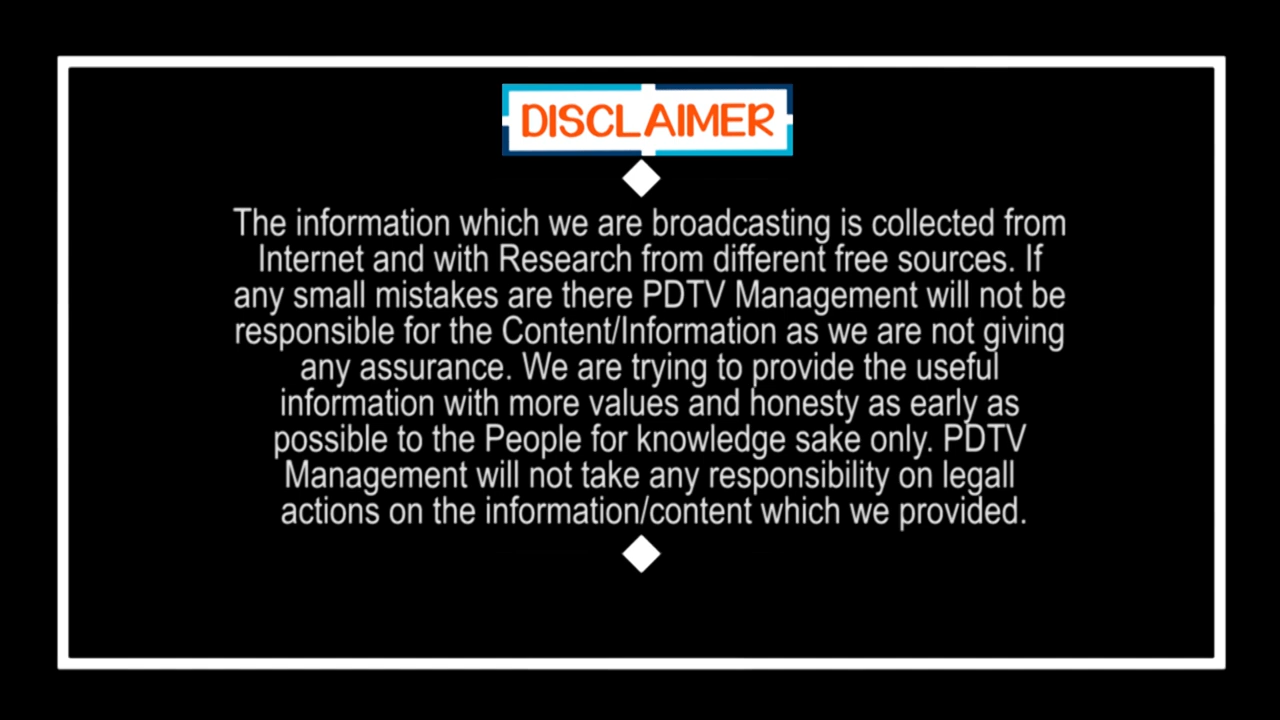 DISCLAIMER
The information which we are broadcasting is collected from
Internet and with Research from different free sources. If
any small mistakes are there PDTV Management will not be
responsible for the Content/Information as we are not giving
any assurance. We are trying to provide the useful
information with more values and honesty as early as
possible to the People for knowledge sake only. PDTV
Management will not take any responsibility on legall
actions on the information/content which we provided.